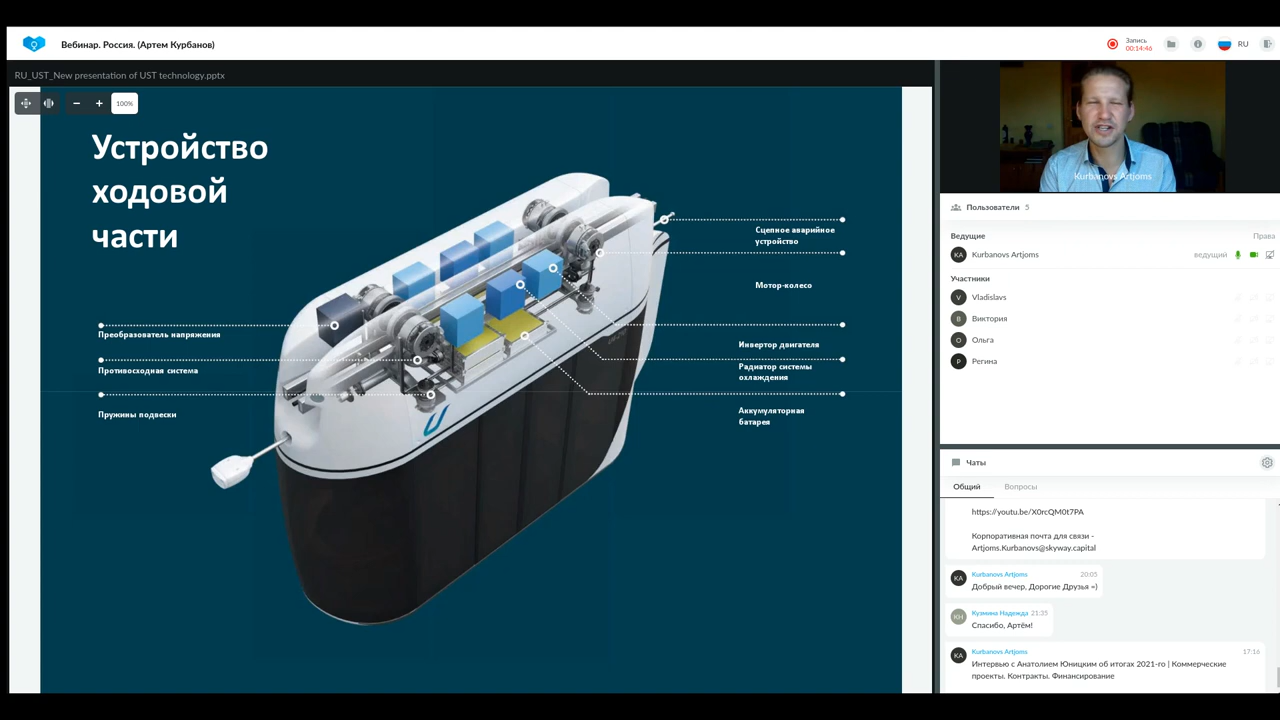 Вебинар. Россия. (Артем Курбанов)
Запись
00:14:46
RU
RU_UST_New presentation of UST technology.pptx
100%
Устройство
ходовой
части
Сцепное аварийное
устройство
Мотор-колесо
Преобразователь напряжения
Инвертор двигателя
Противосходная система
Радиатор системы
охлаждения
Пружины подвески
Аккумуляторная
батарея
Kurbanovs Artjoms
Пользователи 5
Ведущие Права
KA Kurbanovs Artjoms ведущий
Участники
V Vladislavs
В Виктория
О Ольга
Р Регина
Чаты
Общий Вопросы
https://youtu.be/X0rcQM0t7PA
Корпоративная почта для связи -
Artjoms.Kurbanovs@skyway.capital
KA Kurbanovs Artjoms 20:05
Добрый вечер, Дорогие Друзья =)
КН Кузмина Надежда 21:35
Спасибо, Артём!
KA Kurbanovs Artjoms 17:16
Интервью с Анатолием Юницким об итогах 2021-го | Коммерческие
проекты. Контракты. Финансирование